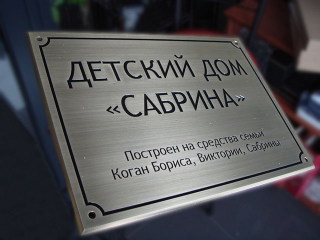 ДЕТСКИЙ ДОМ
«САБРИНА»
Построен на средства семьи
Коган Бориса, Виктории, Сабрины